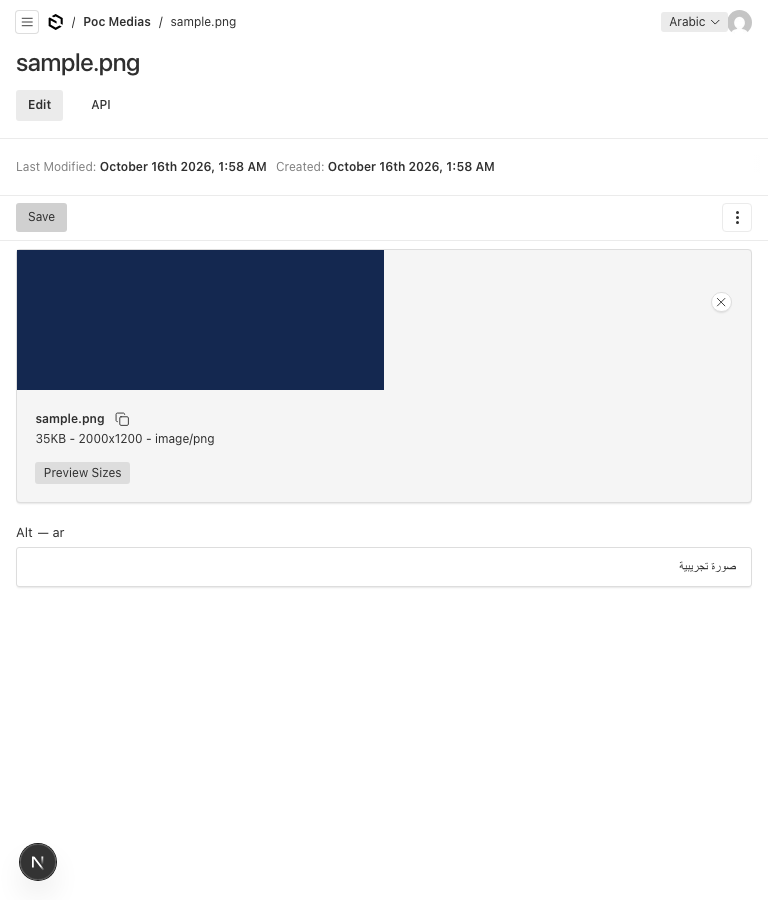 / Poc Medias / sample.png Arabic
sample.png
Edit API
Last Modified: October 16th 2026, 1:58 AM Created: October 16th 2026, 1:58 AM
Save
sample.png
35KB - 2000x1200 - image/png
Preview Sizes
Alt — ar
صورة تجريبية
N